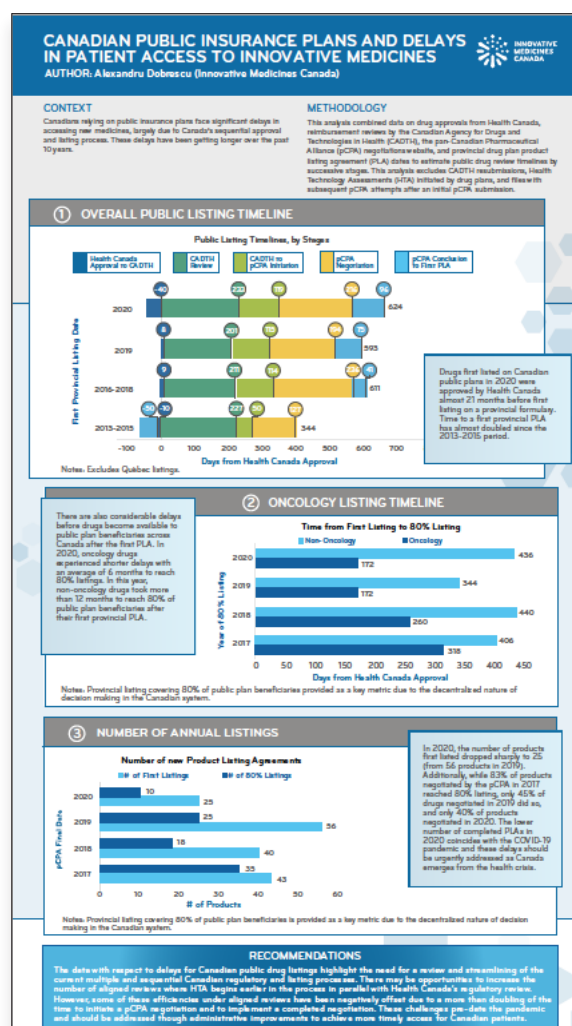 CANADIAN PUBLIC INSURANCE PLANS AND DELAYS
IN PATIENT ACCESS TO INNOVATIVE MEDICINES
AUTHOR: Alexandru Dobrescu (Innovative Medicines Canada)
INNOVATIVE
MEDICINES
CANADA
CONTEXT
Canadians relying on public insurance plans face significant delays in
accessing new medicines, largely due to Canada's sequential approval
and listing process. These delays have been getting longer over the past
10 years.
METHODOLOGY
This analysis combined data on drug approvals from Health Canada,
reimbursement reviews by the Canadian Agency for Drugs and
Technologies in Health (CADTH), the pan-Canadian Pharmaceutical
Alliance (pCPA) negotiations website, and provincial drug plan product
listing agreement (PLA) dates to estimate public drug review timelines by
successive stages. This analysis excludes CADTH resubmissions, Health
Technology Assessments (HTA) initiated by drug plans, and files with
subsequent pCPA attempts after an initial pCPA submission.
1 OVERALL PUBLIC LISTING TIMELINE
Public Listing Timelines, by Stages
Health Canada
Approval to CADTH
CADTH
Review
CADTH to
pCPA Initiation
pCPA
Negotiation
pCPA Conclusion
to First PLA
First Provincial Listing Date
2020
-40
232
119
216
96
624
2019
8
201
115
194
75
593
2016-2018
9
211
114
236
41
611
2013-2015
-50
-10
227
50
127
344
-100 0 100 200 300 400 500 600 700
Days from Health Canada Approval
Notes: Excludes Québec listings.
Drugs first listed on Canadian
public plans in 2020 were
approved by Health Canada
almost 21 months before first
listing on a provincial formulary.
Time to a first provincial PLA
has almost doubled since the
2013-2015 period.
2 ONCOLOGY LISTING TIMELINE
There are also considerable delays
before drugs become available to
public plan beneficiaries across
Canada after the first PLA. In
2020, oncology drugs
experienced shorter delays with
an average of 6 months to reach
80% listings. In this year,
non-oncology drugs took more
than 12 months to reach 80% of
public plan beneficiaries after
their first provincial PLA.
Time from First Listing to 80% Listing
Non-Oncology
Oncology
Year of 80% Listing
2020
436
172
2019
344
172
2018
440
260
2017
406
318
0 50 100 150 200 250 300 350 400 450
Days from Health Canada Approval
Notes: Provincial listing covering 80% of public plan beneficiaries provided as a key metric due to the decentralized nature of
decision making in the Canadian system.
3 NUMBER OF ANNUAL LISTINGS
Number of new Product Listing Agreements
# of First Listings
# of 80% Listings
pCPA Final Date
2020
10
25
2019
25
56
2018
18
40
2017
35
43
0 10 20 30 40 50 60
# of Products
In 2020, the number of products
first listed dropped sharply to 25
(from 56 products in 2019).
Additionally, while 83% of products
negotiated by the pCPA in 2017
reached 80% listing, only 45% of
drugs negotiated in 2019 did so,
and only 40% of products
negotiated in 2020. The lower
number of completed PLAs in
2020 coincides with the COVID-19
pandemic and these delays should
be urgently addressed as Canada
emerges from the health crisis.
Notes: Provincial listing covering 80% of public plan beneficiaries is provided as a key metric due to the decentralized nature of decision
making in the Canadian system.
RECOMMENDATIONS
The data with respect to delays for Canadian public drug listings highlight the need for a review and streamlining of the
current multiple and sequential Canadian regulatory and listing processes. There may be opportunities to increase the
number of aligned reviews where HTA begins earlier in the process in parallel with Health Canada's regulatory review.
However, some of these efficiencies under aligned reviews have been negatively offset due to a more than doubling of the
time to initiate a pCPA negotiation and to implement a completed negotiation. These challenges pre-date the pandemic
and should be addressed though administrative improvements to achieve more timely access for Canadian patients.